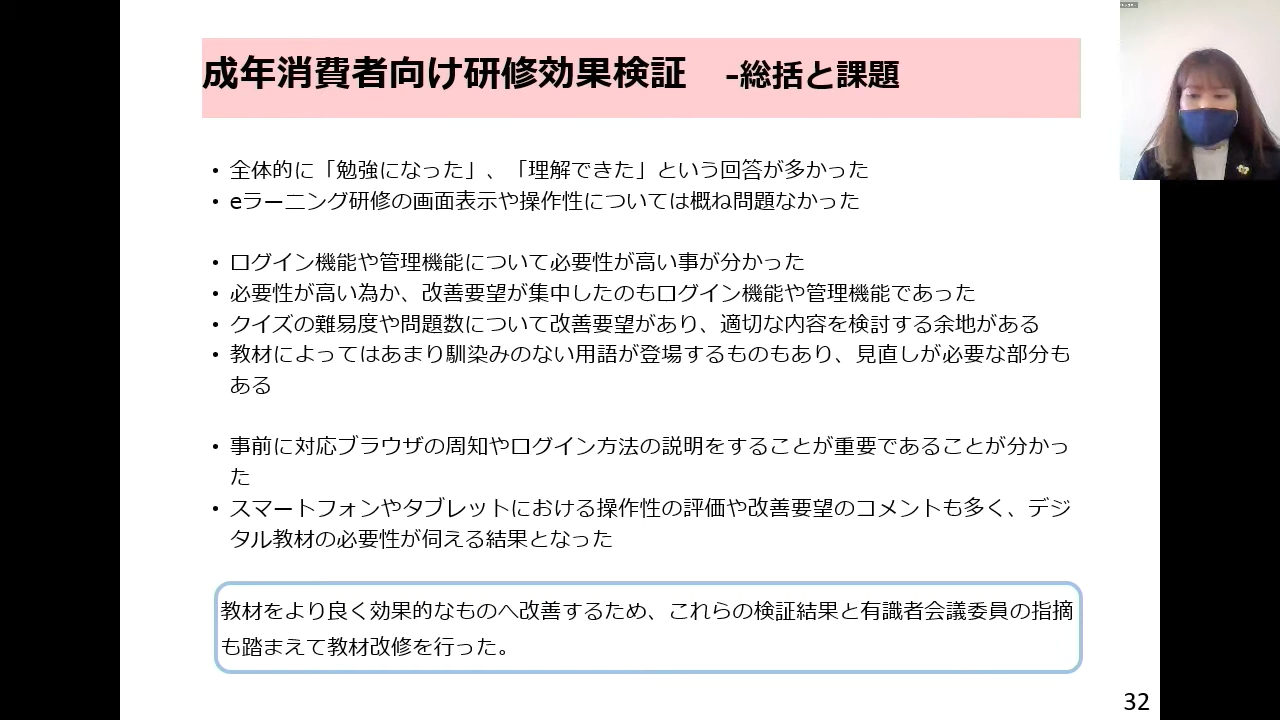 成年消費者向け研修効果検証　-総括と課題
• 全体的に「勉強になった」、「理解できた」という回答が多かった
• eラーニング研修の画面表示や操作性については概ね問題なかった
• ログイン機能や管理機能について必要性が高い事が分かった
• 必要性が高い為か、改善要望が集中したのもログイン機能や管理機能であった
• クイズの難易度や問題数について改善要望があり、適切な内容を検討する余地がある
• 教材によってはあまり馴染みのない用語が登場するものもあり、見直しが必要な部分も
ある
• 事前に対応ブラウザの周知やログイン方法の説明をすることが重要であることが分かっ
た
• スマートフォンやタブレットにおける操作性の評価や改善要望のコメントも多く、デジ
タル教材の必要性が伺える結果となった
教材をより良く効果的なものへ改善するため、これらの検証結果と有識者会議委員の指摘
も踏まえて教材改修を行った。
32